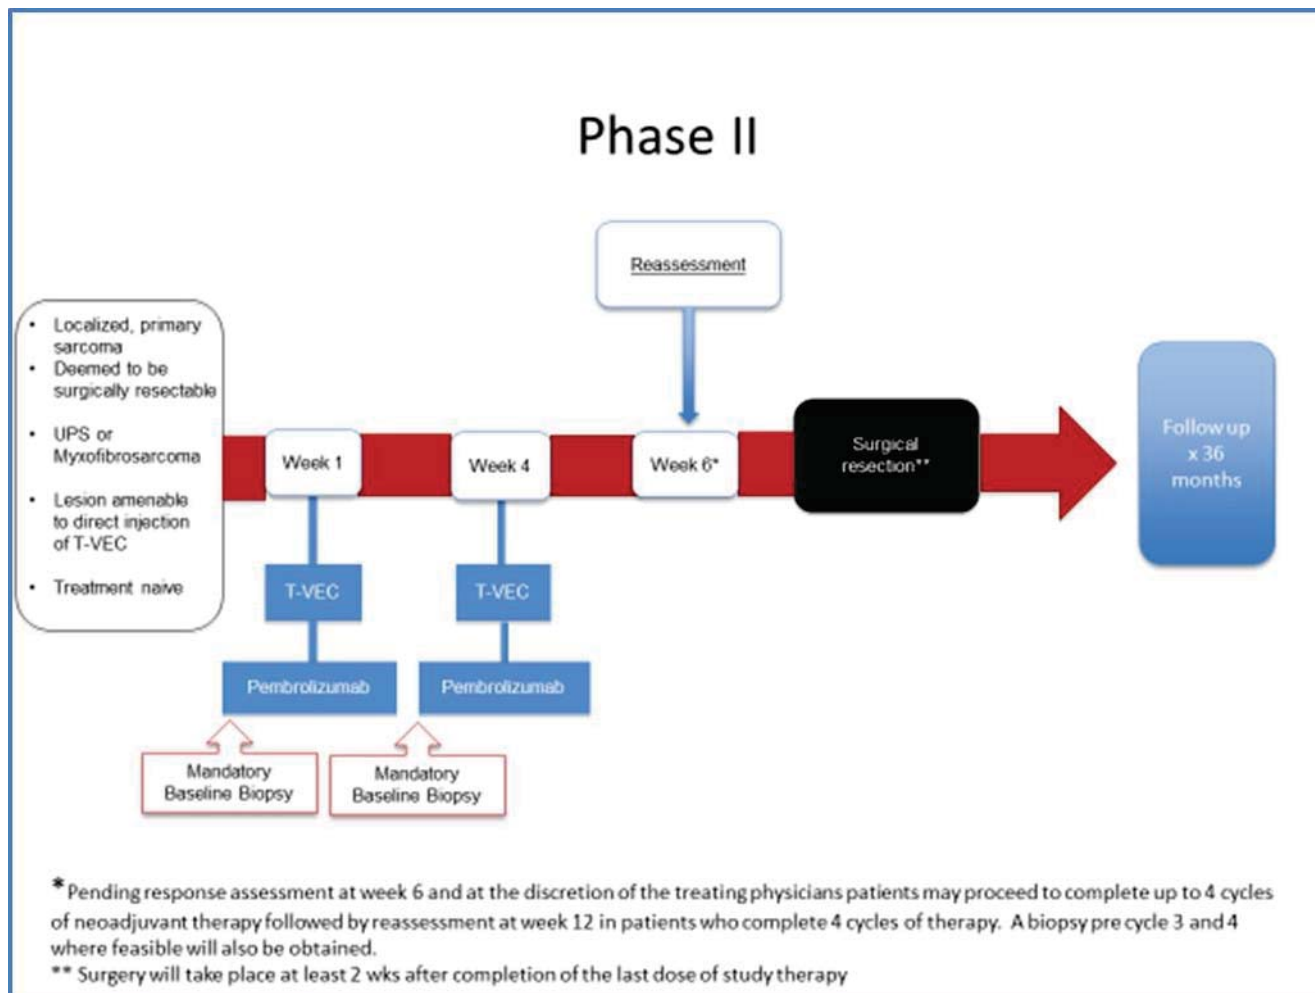 Phase II
Reassessment
• Localized, primary
sarcoma
• Deemed to be
surgically resectable
• UPS or
Myxofibrosarcoma
• Lesion amenable
to direct injection
of T-VEC
• Treatment naive
Week 1
Week 4
Week 6*
Surgical
resection**
Follow up
x 36
months
T-VEC
T-VEC
Pembrolizumab
Pembrolizumab
Mandatory
Baseline Biopsy
Mandatory
Baseline Biopsy
* Pending response assessment at week 6 and at the discretion of the treating physicians patients may proceed to complete up to 4 cycles
of neoadjuvant therapy followed by reassessment at week 12 in patients who complete 4 cycles of therapy. A biopsy pre cycle 3 and 4
where feasible will also be obtained.
** Surgery will take place at least 2 wks after completion of the last dose of study therapy